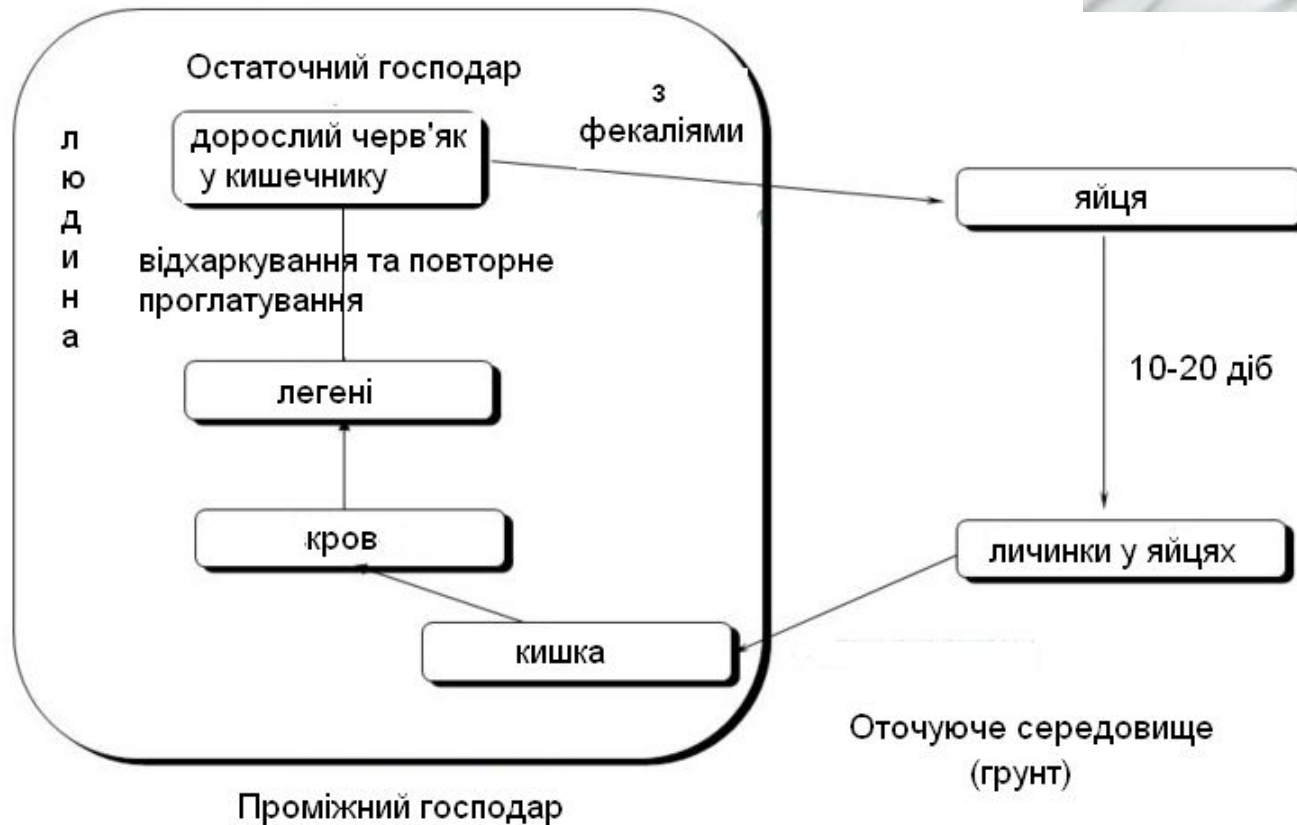 Остаточний господар
з
фекаліями
людина
дорослий черв'як
у кишечнику
яйця
відхаркування та повторне
проглатування
10-20 діб
легені
кров
личинки у яйцях
кишка
Оточуюче середовище
(грунт)
Проміжний господар